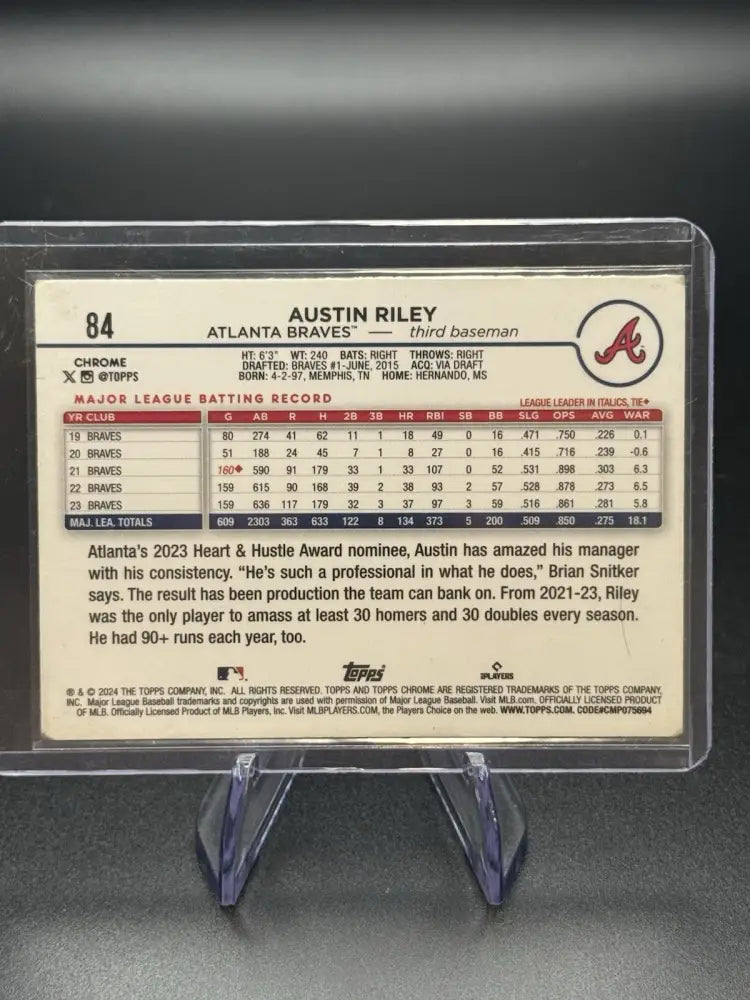 84
AUSTIN RILEY
ATLANTA BRAVES™ — third baseman
A
CHROME
@TOPPS
HT: 6'3" WT: 240 BATS: RIGHT THROWS: RIGHT
DRAFTED: BRAVES #1-JUNE, 2015 ACQ: VIA DRAFT
BORN: 4-2-97, MEMPHIS, TN HOME: HERNANDO, MS
MAJOR LEAGUE BATTING RECORD LEAGUE LEADER IN ITALICS, TIE♦
YR CLUB G AB R H 2B 3B HR RBI SB BB SLG OPS AVG WAR
19 BRAVES 80 274 41 62 11 1 18 49 0 16 .471 .750 .226 0.1
20 BRAVES 51 188 24 45 7 1 8 27 0 16 .415 .716 .239 -0.6
21 BRAVES 160♦ 590 91 179 33 1 33 107 0 52 .531 .898 .303 6.3
22 BRAVES 159 615 90 168 39 2 38 93 2 57 .528 .878 .273 6.5
23 BRAVES 159 636 117 179 32 3 37 97 3 59 .516 .861 .281 5.8
MAJ. LEA. TOTALS 609 2303 363 633 122 8 134 373 5 200 .509 .850 .275 18.1
Atlanta's 2023 Heart & Hustle Award nominee, Austin has amazed his manager
with his consistency. “He's such a professional in what he does,” Brian Snitker
says. The result has been production the team can bank on. From 2021-23, Riley
was the only player to amass at least 30 homers and 30 doubles every season.
He had 90+ runs each year, too.
topps
PLAYERS
® & © 2024 THE TOPPS COMPANY, INC. ALL RIGHTS RESERVED. TOPPS AND TOPPS CHROME ARE REGISTERED TRADEMARKS OF THE TOPPS COMPANY,
INC. Major League Baseball trademarks and copyrights are used with permission of Major League Baseball. Visit MLB.com. OFFICIALLY LICENSED PRODUCT
OF MLB. Officially Licensed Product of MLB Players, Inc. Visit MLBPLAYERS.COM, the Players Choice on the web. WWW.TOPPS.COM. CODE#CMP075694